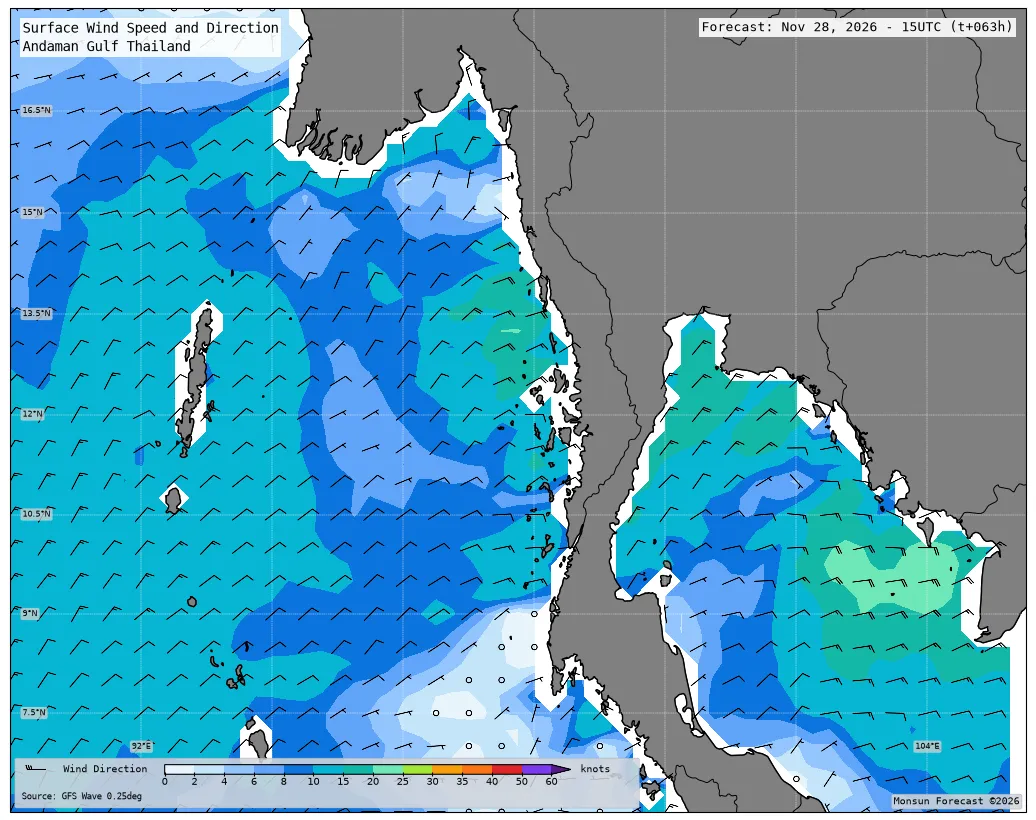 Surface Wind Speed and Direction
Andaman Gulf Thailand
Forecast: Nov 28, 2026 - 15UTC (t+063h)
16.5°N
15°N
13.5°N
12°N
10.5°N
9°N
7.5°N
92°E
104°E
Wind Direction
0 2 4 6 8 10 15 20 25 30 35 40 50 60
knots
Source: GFS Wave 0.25deg
Monsun Forecast ©2026